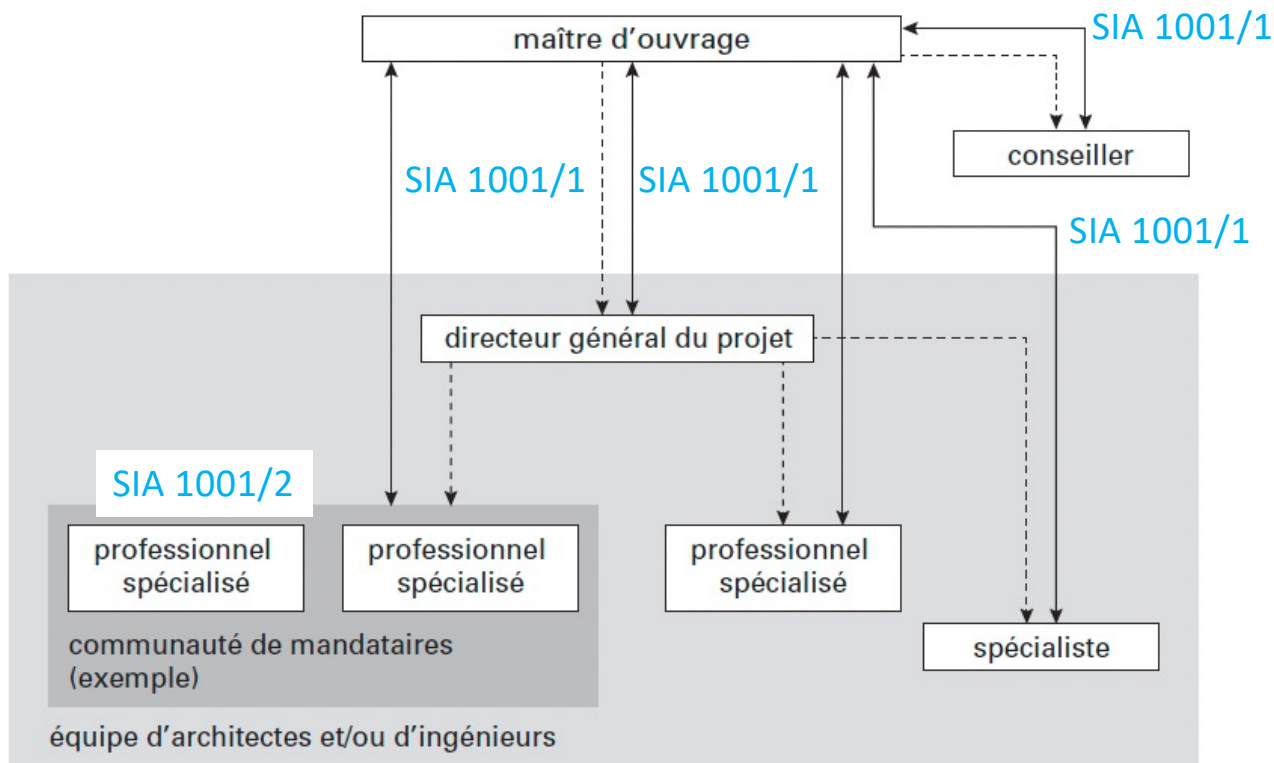 maître d'ouvrage
SIA 1001/1
conseiller
SIA 1001/1
SIA 1001/1
SIA 1001/1
directeur général du projet
SIA 1001/2
professionnel
spécialisé
professionnel
spécialisé
professionnel
spécialisé
communauté de mandataires
(exemple)
spécialiste
équipe d'architectes et/ou d'ingénieurs